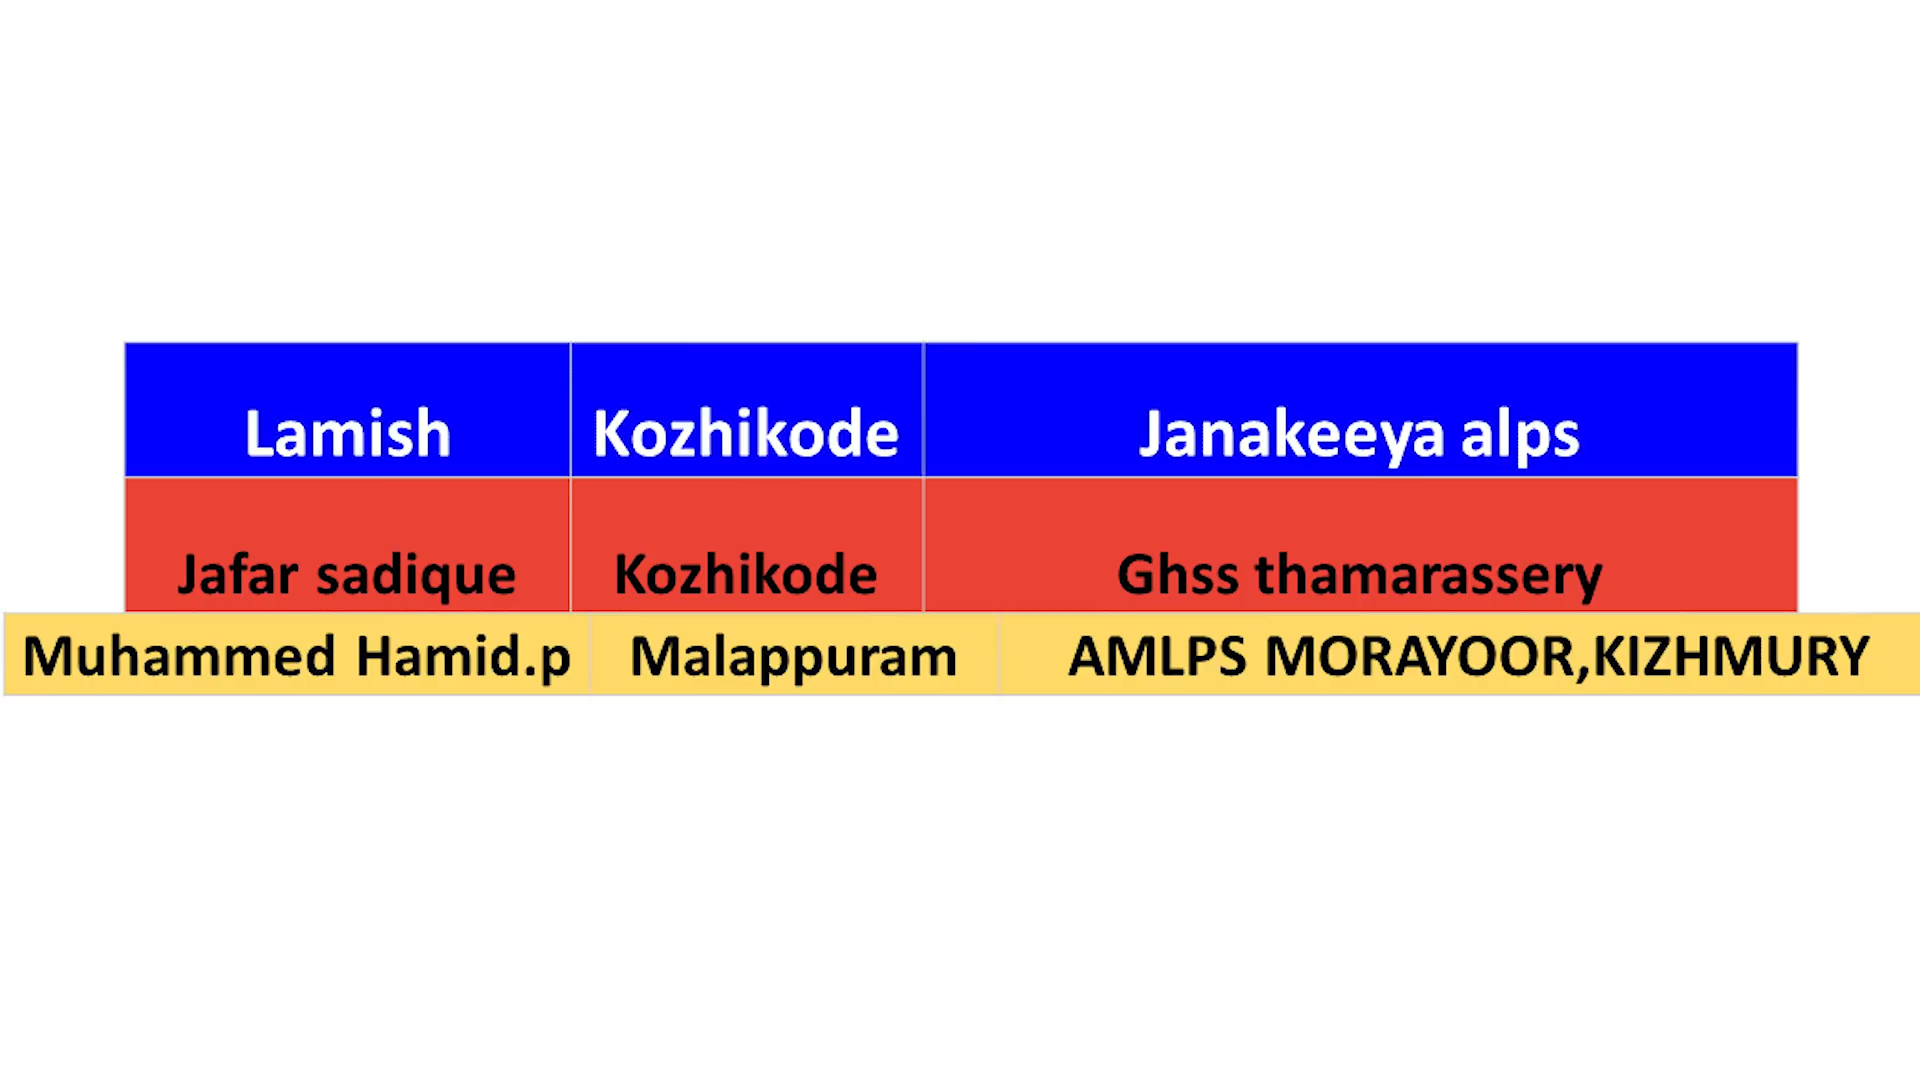 Lamish Kozhikode Janakeeya alps
Jafar sadique Kozhikode Ghss thamarassery
Muhammed Hamid.p Malappuram AMLPS MORAYOOR,KIZHMURY